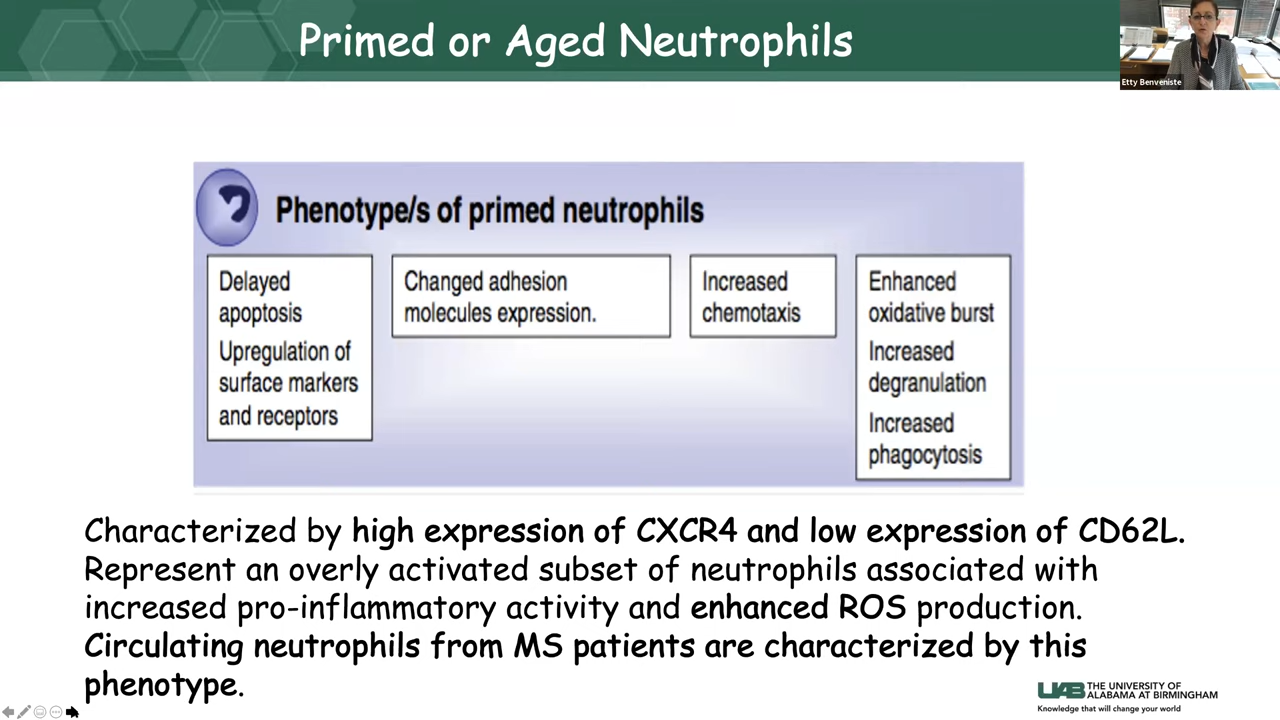 Primed or Aged Neutrophils
Etty Benveniste
Phenotype/s of primed neutrophils
Delayed
apoptosis
Upregulation of
surface markers
and receptors
Changed adhesion
molecules expression.
Increased
chemotaxis
Enhanced
oxidative burst
Increased
degranulation
Increased
phagocytosis
Characterized by high expression of CXCR4 and low expression of CD62L.
Represent an overly activated subset of neutrophils associated with
increased pro-inflammatory activity and enhanced ROS production.
Circulating neutrophils from MS patients are characterized by this
phenotype.
UAB THE UNIVERSITY OF
ALABAMA AT BIRMINGHAM
Knowledge that will change your world